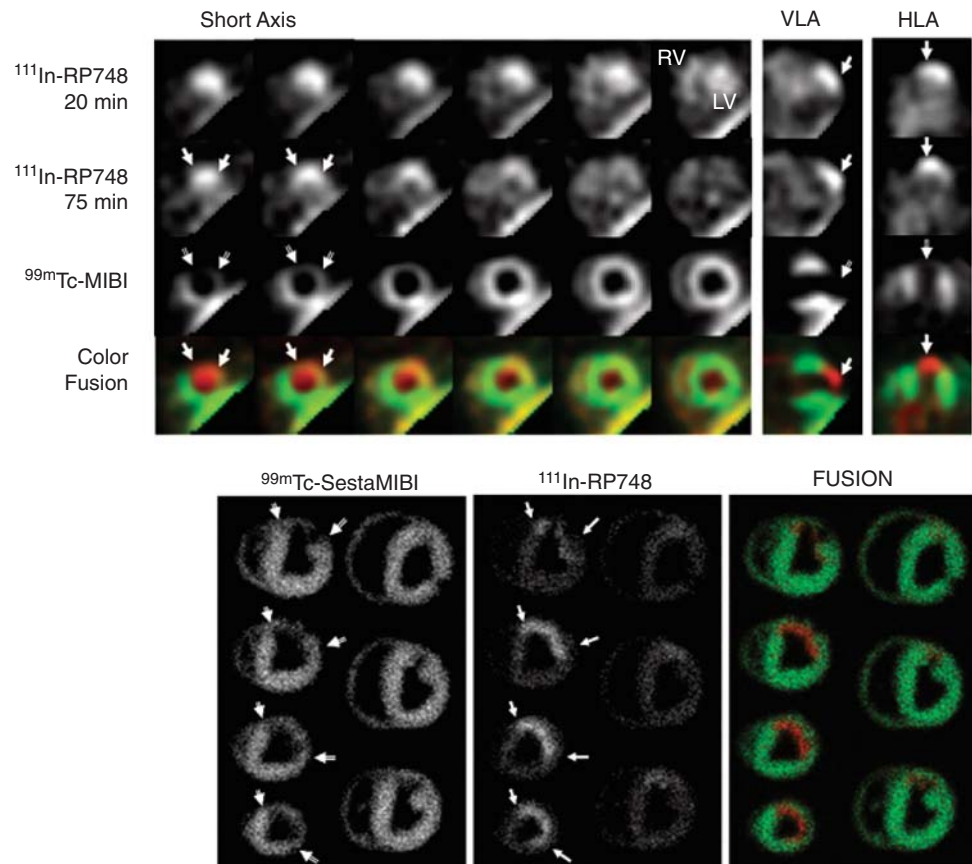 Short Axis VLA HLA
¹¹¹In-RP748
20 min
RV
LV
¹¹¹In-RP748
75 min
⁹⁹ᵐTc-MIBI
Color
Fusion
⁹⁹ᵐTc-SestaMIBI ¹¹¹In-RP748 FUSION